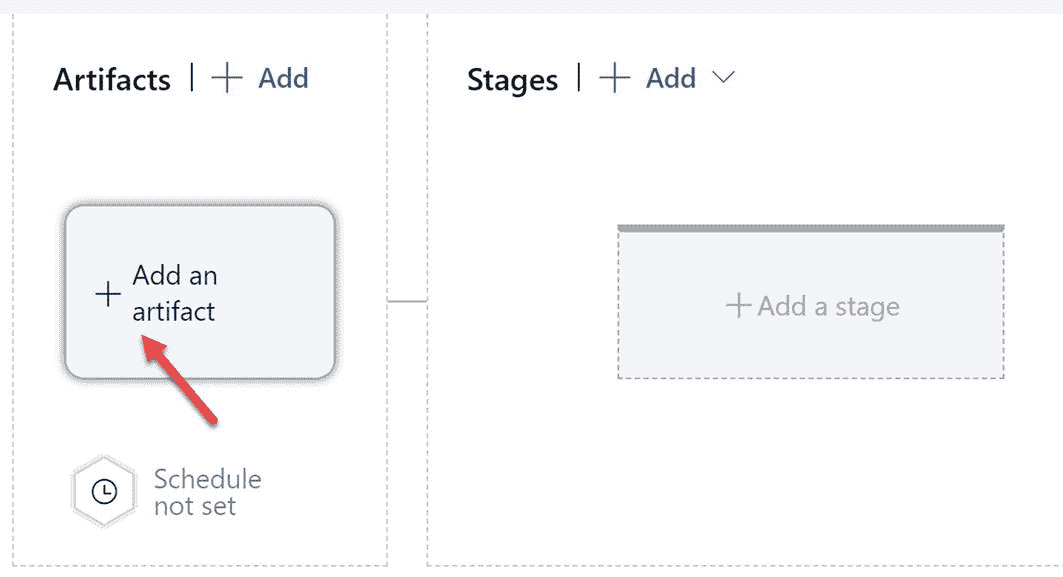 Artifacts | + Add
Stages | + Add
+ Add an
artifact
Schedule
not set
+ Add a stage